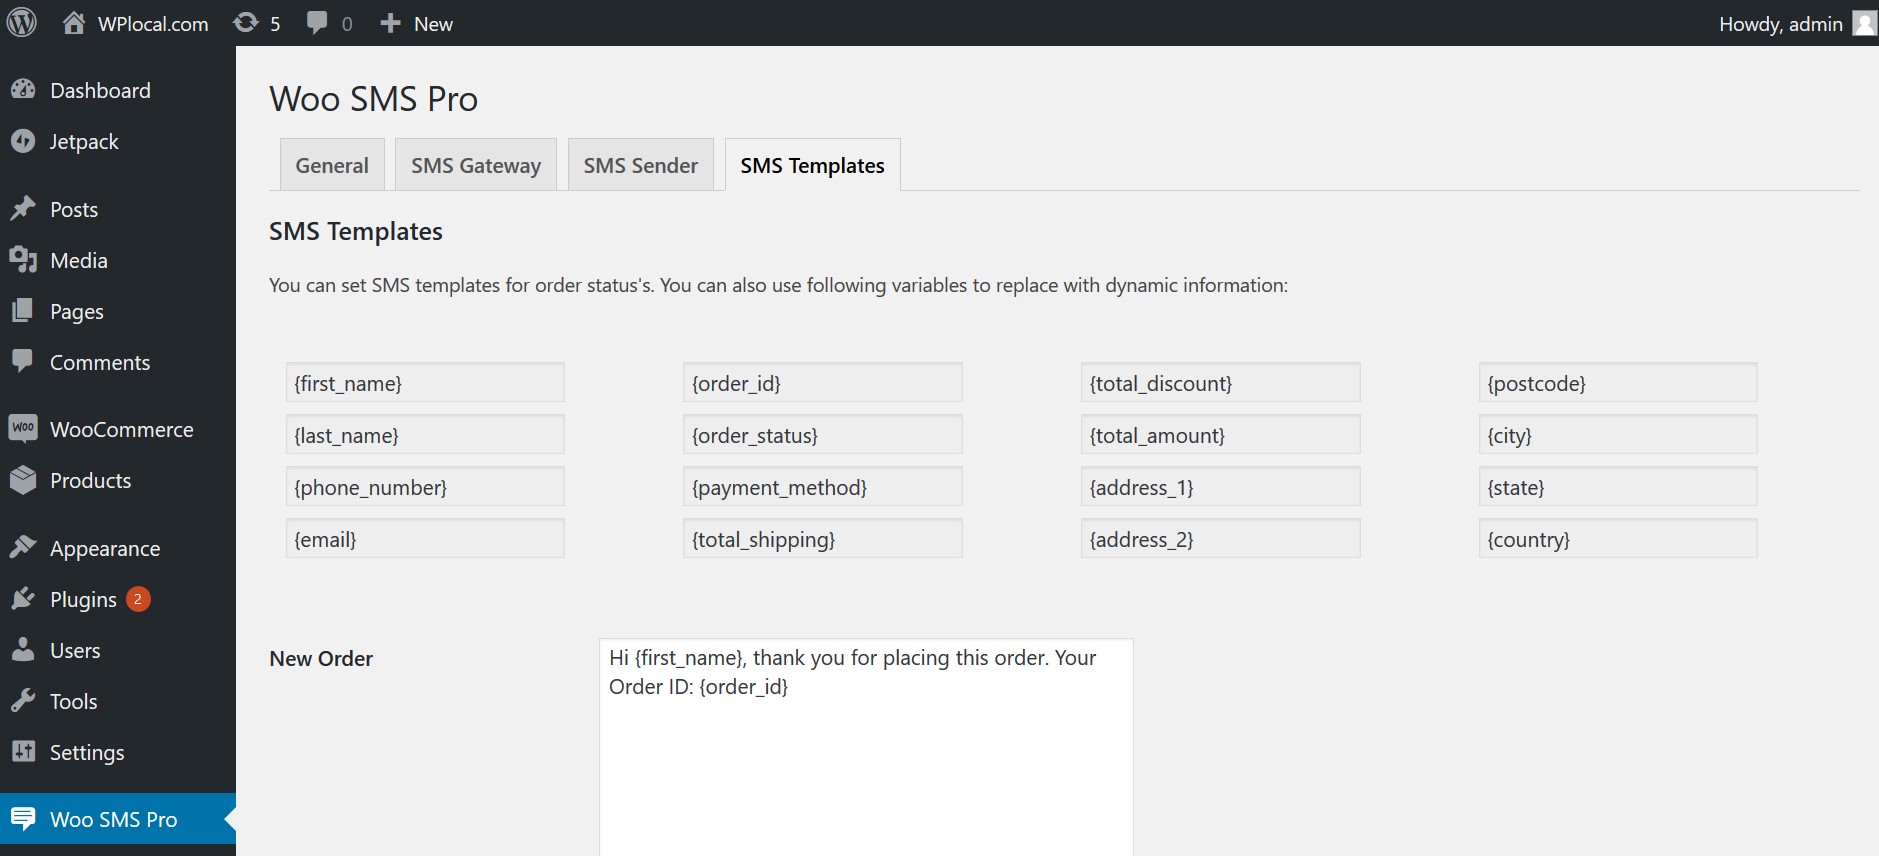 WPlocal.com 5 0 New Howdy, admin
Dashboard
Jetpack
Posts
Media
Pages
Comments
Woo WooCommerce
Products
Appearance
Plugins 2
Users
Tools
Settings
Woo SMS Pro
Woo SMS Pro
General SMS Gateway SMS Sender SMS Templates
SMS Templates
You can set SMS templates for order status's. You can also use following variables to replace with dynamic information:
{first_name} {order_id} {total_discount} {postcode}
{last_name} {order_status} {total_amount} {city}
{phone_number} {payment_method} {address_1} {state}
{email} {total_shipping} {address_2} {country}
New Order
Hi {first_name}, thank you for placing this order. Your
Order ID: {order_id}